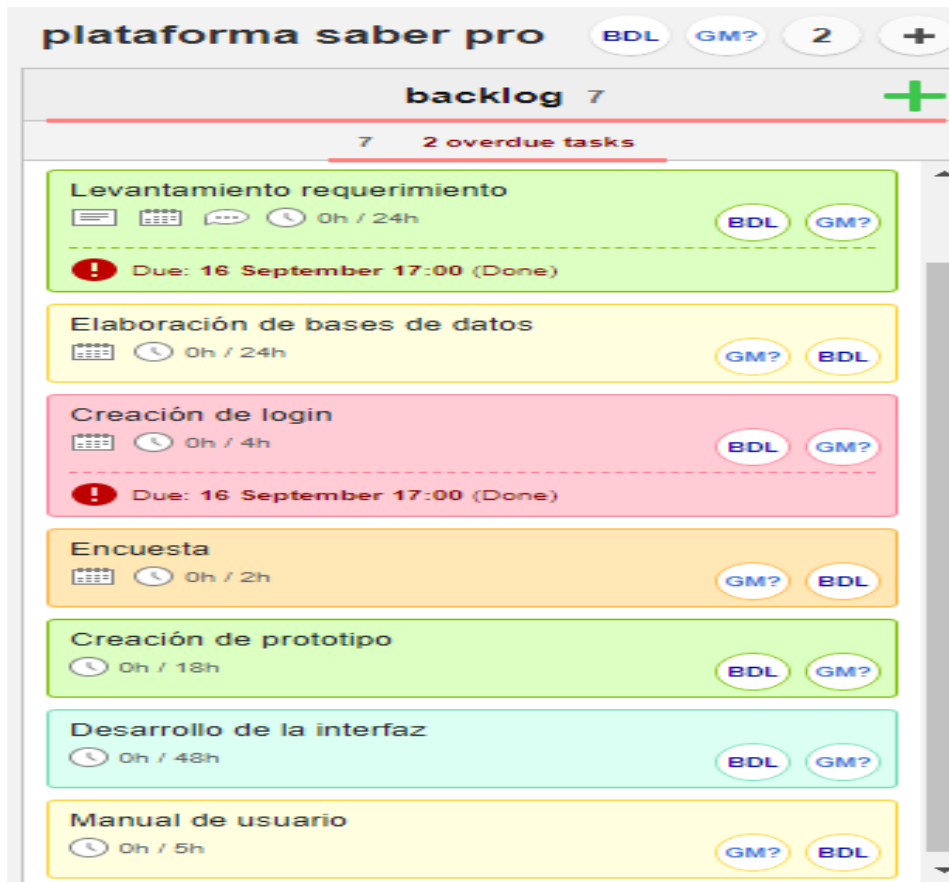 plataforma saber pro BDL GM? 2 +
backlog 7
7 2 overdue tasks
Levantamiento requerimiento
0h / 24h BDL GM?
Due: 16 September 17:00 (Done)
Elaboración de bases de datos
0h / 24h GM? BDL
Creación de login
0h / 4h BDL GM?
Due: 16 September 17:00 (Done)
Encuesta
0h / 2h GM? BDL
Creación de prototipo
0h / 18h BDL GM?
Desarrollo de la interfaz
0h / 48h BDL GM?
Manual de usuario
0h / 5h GM? BDL